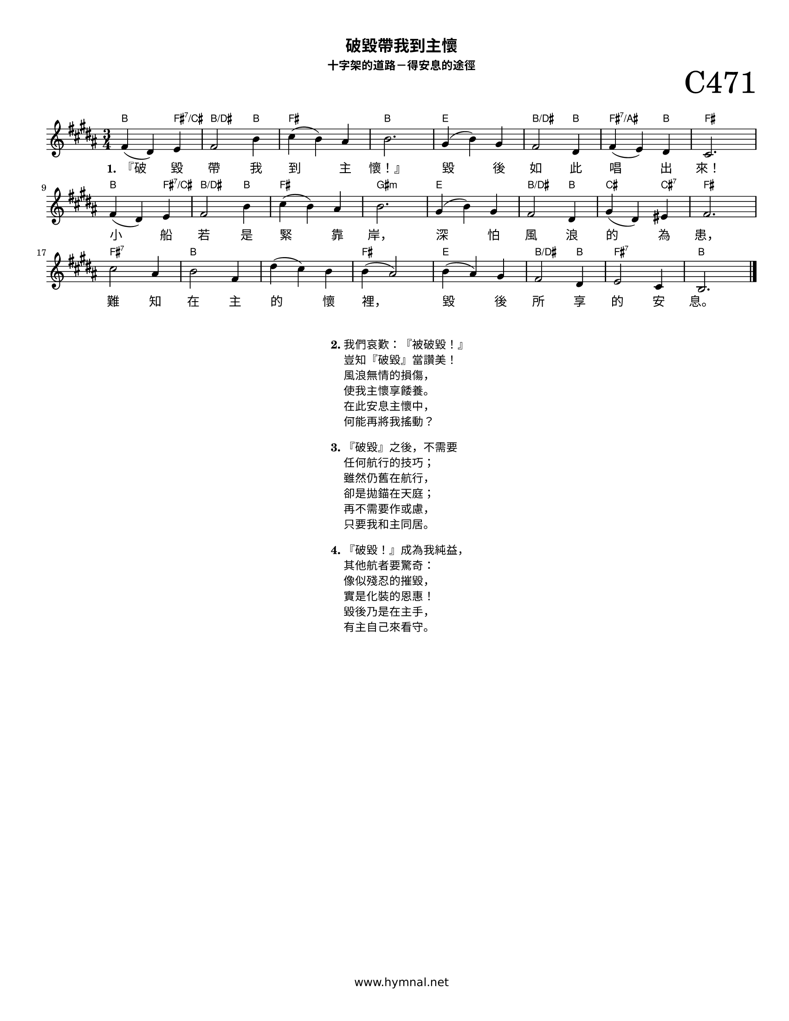 破毀帶我到主懷
十字架的道路－得安息的途徑
C471
B F♯7/C♯ B/D♯ B F♯ B E B/D♯ B F♯7/A♯ B F♯
1. 『破 毀 帶 我 到 主 懷！』 毀 後 如 此 唱 出 來！
9 B F♯7/C♯ B/D♯ B F♯ G♯m E B/D♯ B C♯ C♯7 F♯
小 船 若 是 緊 靠 岸， 深 怕 風 浪 的 為 患，
17 F♯7 B F♯ E B/D♯ B F♯7 B
難 知 在 主 的 懷 裡， 毀 後 所 享 的 安 息。
2. 我們哀歎：『被破毀！』
豈知『破毀』當讚美！
風浪無情的損傷，
使我主懷享餧養。
在此安息主懷中，
何能再將我搖動？
3. 『破毀』之後，不需要
任何航行的技巧；
雖然仍舊在航行，
卻是拋錨在天庭；
再不需要作或慮，
只要我和主同居。
4. 『破毀！』成為我純益，
其他航者要驚奇：
像似殘忍的摧毀，
實是化裝的恩惠！
毀後乃是在主手，
有主自己來看守。
www.hymnal.net